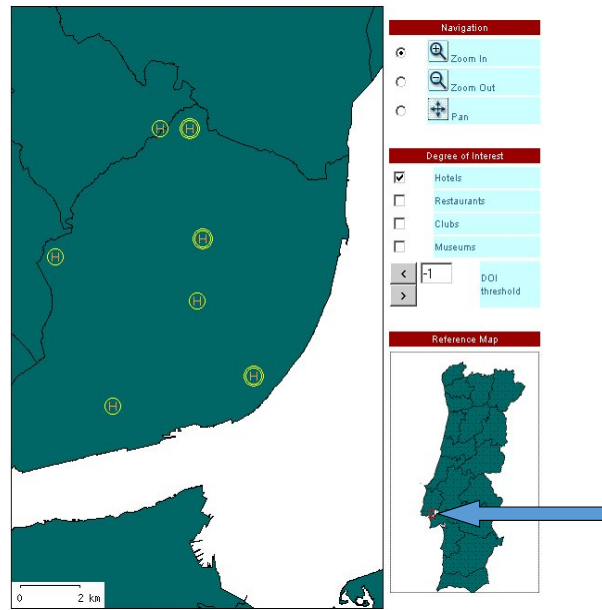 H H
H
H
H
H
H
0 2 km
Navigation
Zoom In
Zoom Out
Pan
Degree of Interest
Hotels
Restaurants
Clubs
Museums
< -1 DOI
> threshold
Reference Map